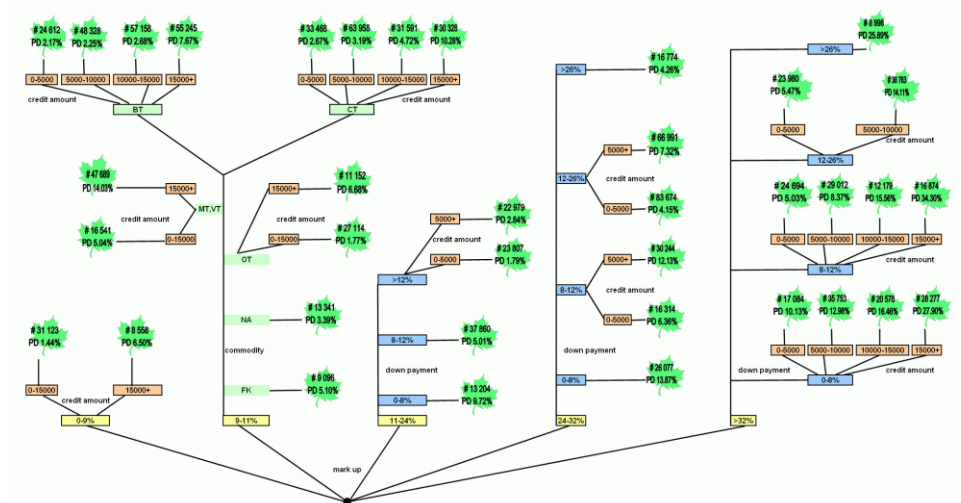 # 24 612
PD 2.17%
# 48 328
PD 2.25%
# 57 158
PD 2.68%
# 55 245
PD 7.67%
0-5000
5000-10000
10000-15000
15000+
credit amount
BT
# 33 468
PD 2.67%
# 63 958
PD 3.19%
# 31 591
PD 4.72%
# 30 328
PD 10.28%
0-5000
5000-10000
10000-15000
15000+
credit amount
CT
# 47 689
PD 14.03%
15000+
credit amount
MT,VT
# 16 541
PD 5.04%
0-15000
# 11 152
PD 6.68%
15000+
credit amount
# 27 114
PD 1.77%
0-15000
OT
NA
# 13 341
PD 3.39%
commodity
FK
# 9 096
PD 5.10%
# 31 123
PD 1.44%
# 8 558
PD 6.50%
0-15000
15000+
credit amount
0-9%
9-11%
# 22 979
PD 2.84%
5000+
credit amount
# 23 807
PD 1.79%
0-5000
>12%
8-12%
# 37 860
PD 5.01%
down payment
0-8%
# 13 204
PD 9.72%
11-24%
>26%
# 16 774
PD 4.26%
5000+
# 66 991
PD 7.32%
12-26%
credit amount
0-5000
# 83 674
PD 4.15%
5000+
# 30 244
PD 12.13%
8-12%
credit amount
0-5000
# 16 314
PD 6.36%
down payment
0-8%
# 26 077
PD 13.87%
24-32%
# 8 998
PD 25.89%
>26%
# 23 980
PD 5.47%
# 30 763
PD 14.11%
0-5000
5000-10000
credit amount
12-26%
# 24 694
PD 5.03%
# 29 012
PD 8.37%
# 12 179
PD 15.56%
# 16 874
PD 34.30%
0-5000
5000-10000
10000-15000
15000+
credit amount
8-12%
# 17 084
PD 10.13%
# 35 753
PD 12.98%
# 20 578
PD 16.46%
# 28 277
PD 27.90%
0-5000
5000-10000
10000-15000
15000+
down payment
credit amount
0-8%
>32%
mark up